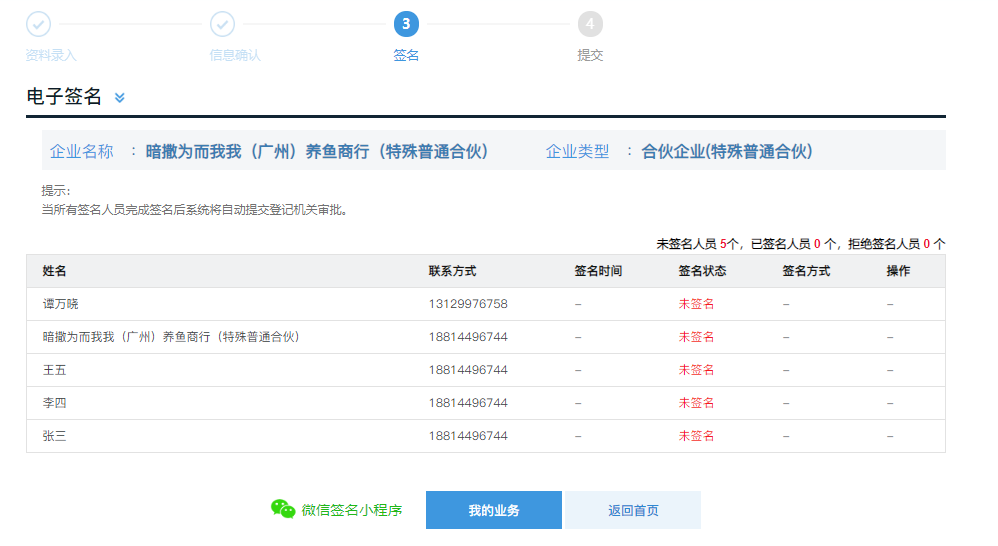 3 4
资料录入 信息确认 签名 提交
电子签名
企业名称 : 暗撒为而我我（广州）养鱼商行（特殊普通合伙） 企业类型 : 合伙企业(特殊普通合伙)
提示:
当所有签名人员完成签名后系统将自动提交登记机关审批。
未签名人员 5个，已签名人员 0 个，拒绝签名人员 0 个
姓名 联系方式 签名时间 签名状态 签名方式 操作
谭万晓 13129976758 – 未签名 – –
暗撒为而我我（广州）养鱼商行（特殊普通合伙） 18814496744 – 未签名 – –
王五 18814496744 – 未签名 – –
李四 18814496744 – 未签名 – –
张三 18814496744 – 未签名 – –
微信签名小程序 我的业务 返回首页